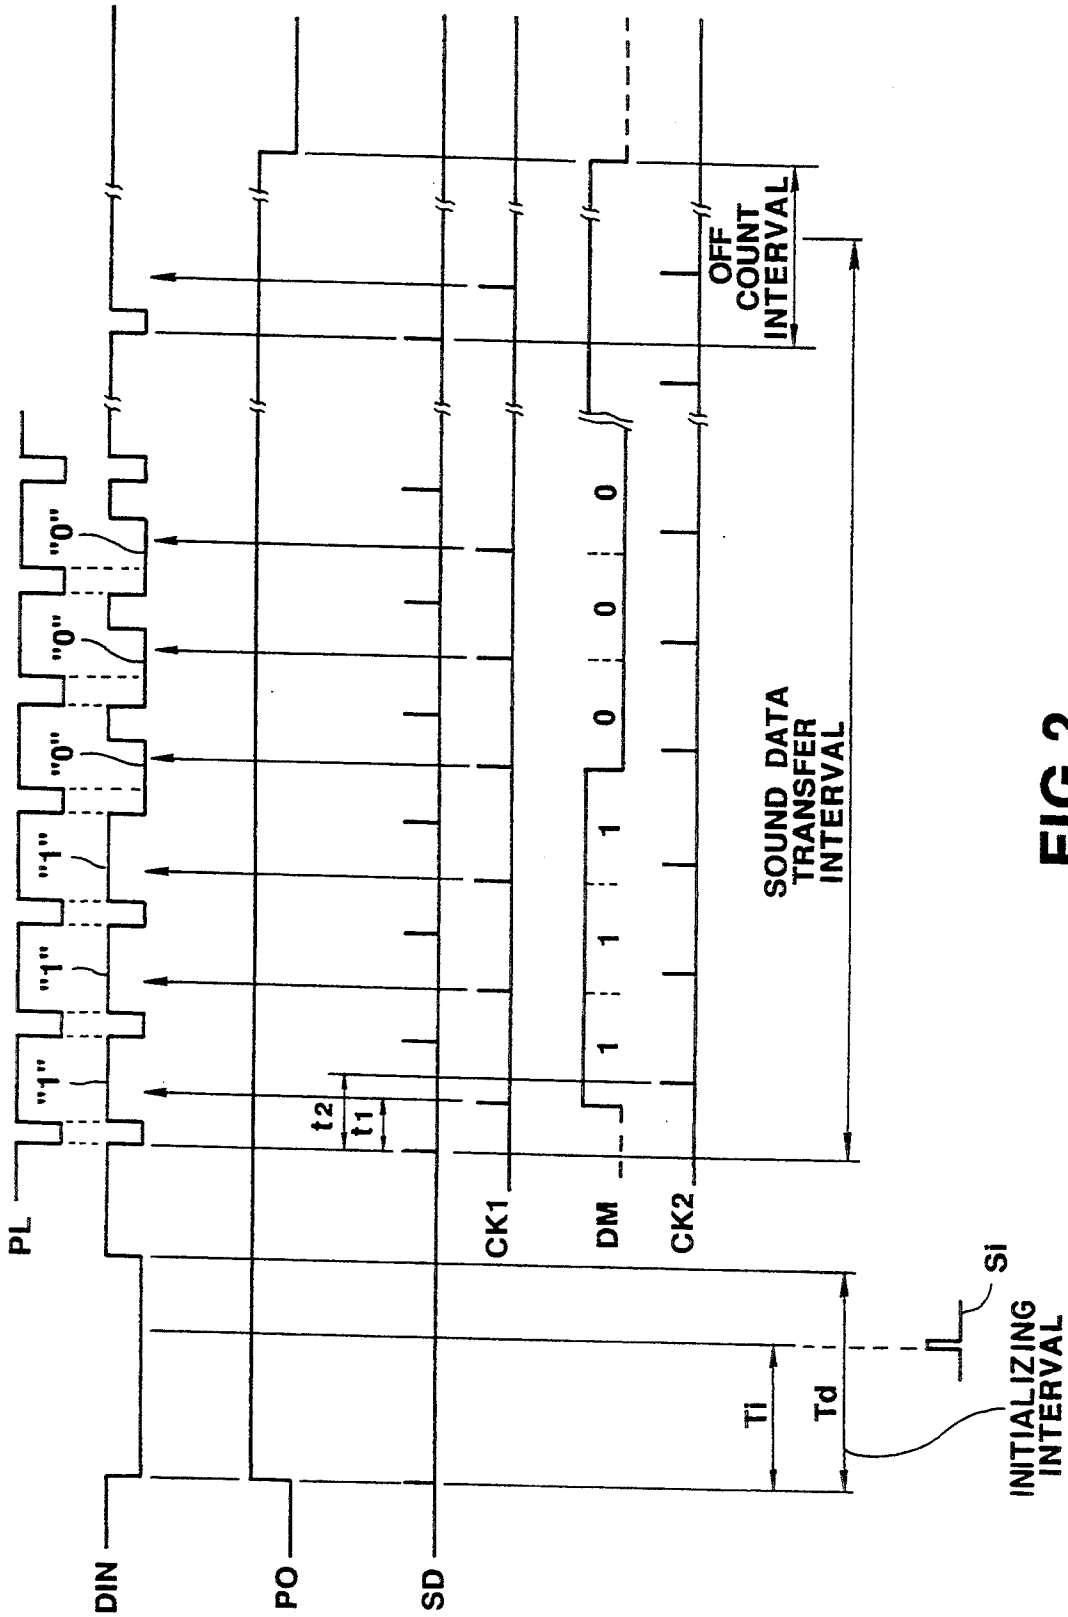 PL
"1" "1" "1" "0" "0" "0"
DIN
PO
t2
t1
SD
CK1
DM
1 1 1 0 0 0
CK2
OFF
COUNT
INTERVAL
SOUND DATA
TRANSFER
INTERVAL
Ti
Td
Si
INITIALIZING
INTERVAL
FIG.2